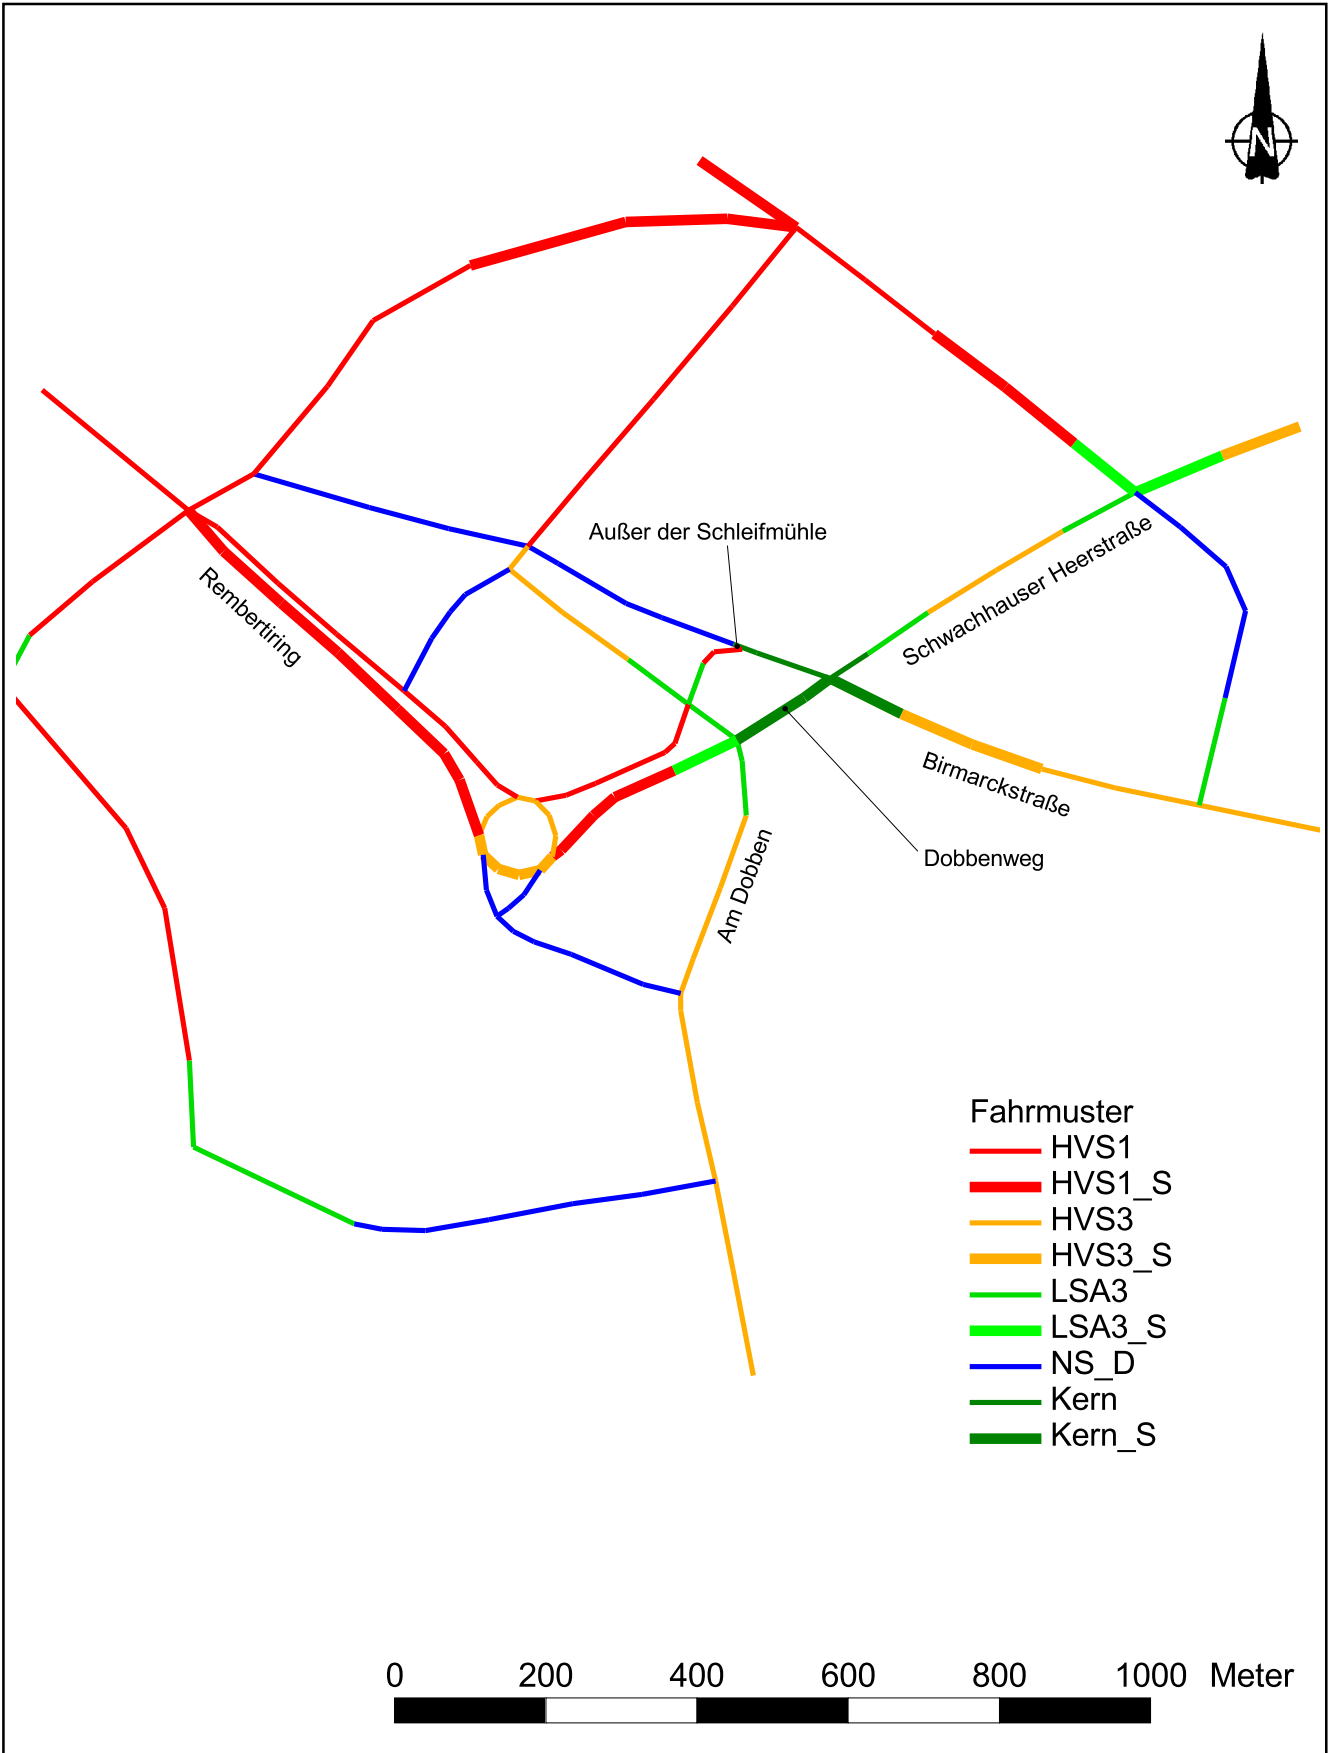 N
Außer der Schleifmühle
Schwachhauser Heerstraße
Rembertiring
Birmarckstraße
Dobbenweg
Am Dobben
Fahrmuster
HVS1
HVS1_S
HVS3
HVS3_S
LSA3
LSA3_S
NS_D
Kern
Kern_S
0 200 400 600 800 1000 Meter